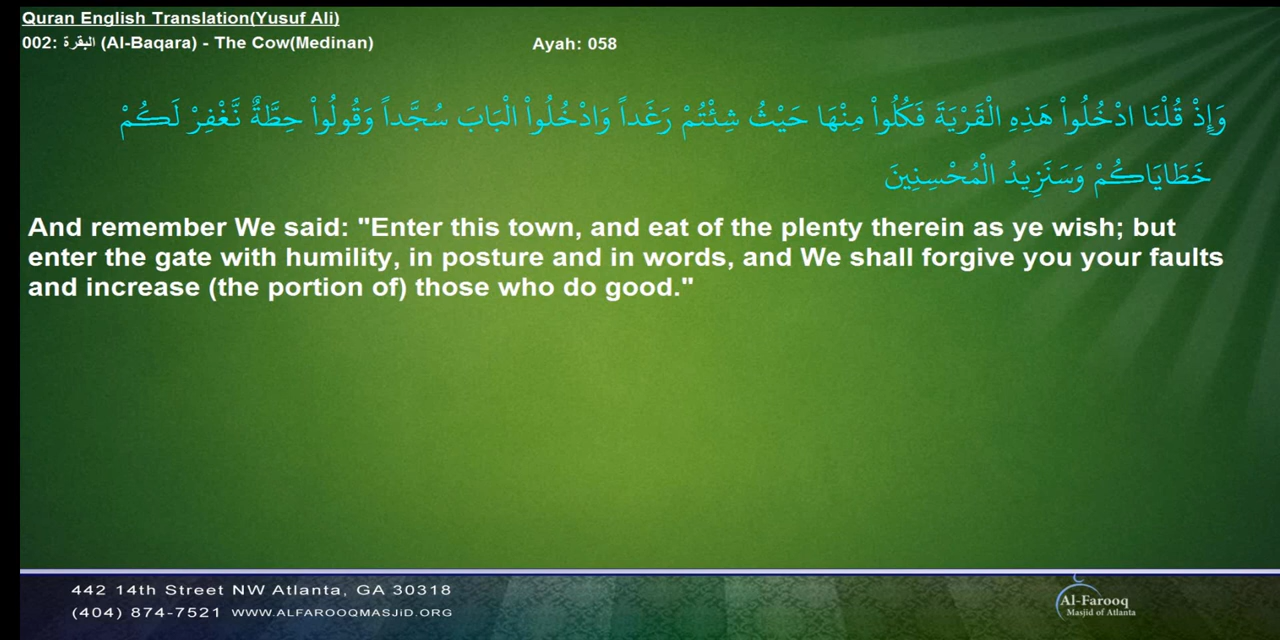 Quran English Translation(Yusuf Ali)
002: البقرة (Al-Baqara) - The Cow(Medinan) Ayah: 058
وَإِذْ قُلْنَا ادْخُلُواْ هَذِهِ الْقَرْيَةَ فَكُلُواْ مِنْهَا حَيْثُ شِئْتُمْ رَغَداً وَادْخُلُواْ الْبَابَ سُجَّداً وَقُولُواْ حِطَّةٌ نَّغْفِرْ لَكُمْ
خَطَايَاكُمْ وَسَنَزِيدُ الْمُحْسِنِينَ
And remember We said: "Enter this town, and eat of the plenty therein as ye wish; but
enter the gate with humility, in posture and in words, and We shall forgive you your faults
and increase (the portion of) those who do good."
442 14th Street NW Atlanta, GA 30318
(404) 874-7521 WWW.ALFAROOQMASJiD.ORG
Al-Farooq
Masjid of Atlanta